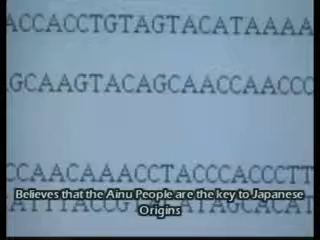 ACCACCTGTAGTACATAAAA
GCAAGTACAGCAACCAACCC
CCAACAAACCTACCCACCCTT
Believes that the Ainu People are the key to Japanese
Origins